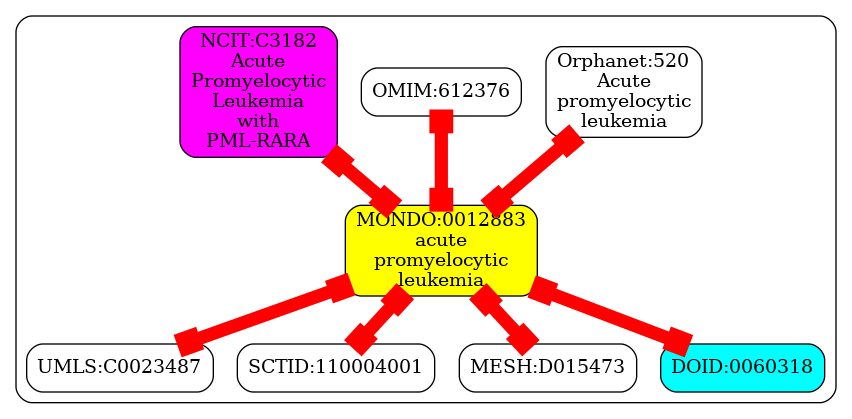 NCIT:C3182
Acute
Promyelocytic
Leukemia
with
PML-RARA
OMIM:612376
Orphanet:520
Acute
promyelocytic
leukemia
MONDO:0012883
acute
promyelocytic
leukemia
UMLS:C0023487
SCTID:110004001
MESH:D015473
DOID:0060318